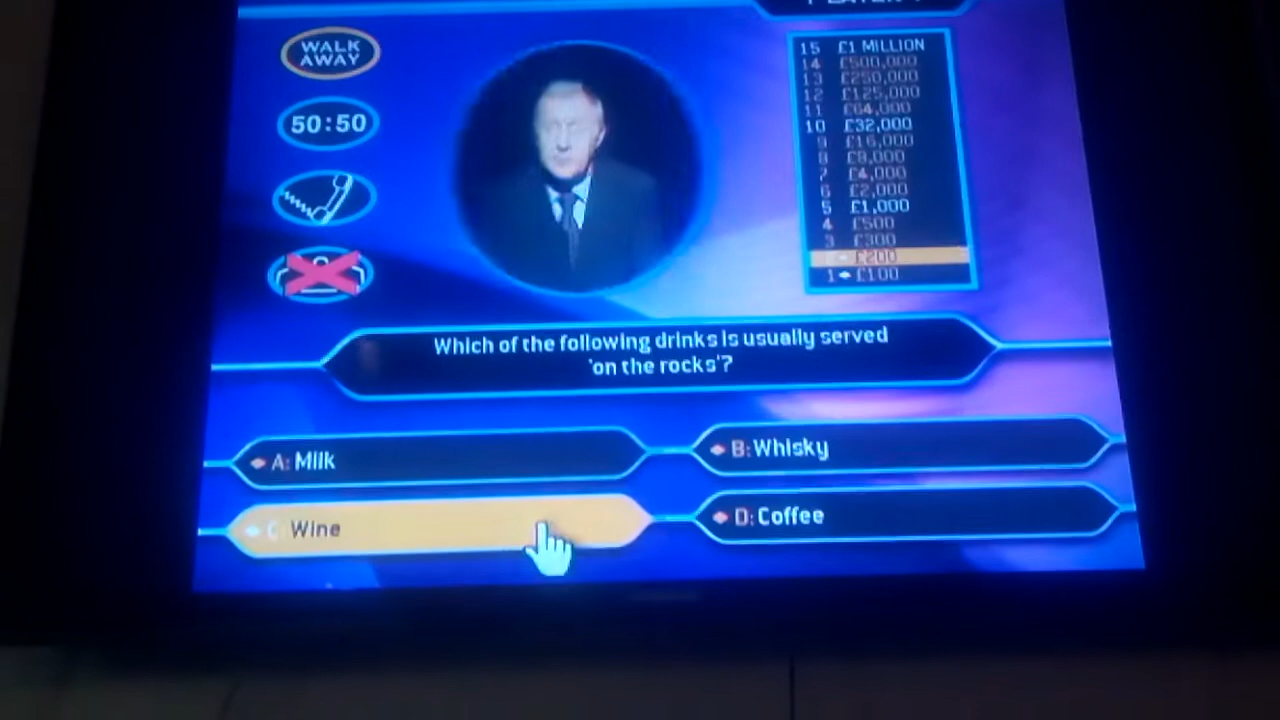 WALK
AWAY
50:50
15 £1 MILLION
14 £500,000
13 £250,000
12 £125,000
11 £64,000
10 £32,000
9 £16,000
8 £8,000
7 £4,000
6 £2,000
5 £1,000
4 £500
3 £300
£200
1 £100
Which of the following drinks is usually served
'on the rocks'?
A: Milk
B: Whisky
C: Wine
D: Coffee